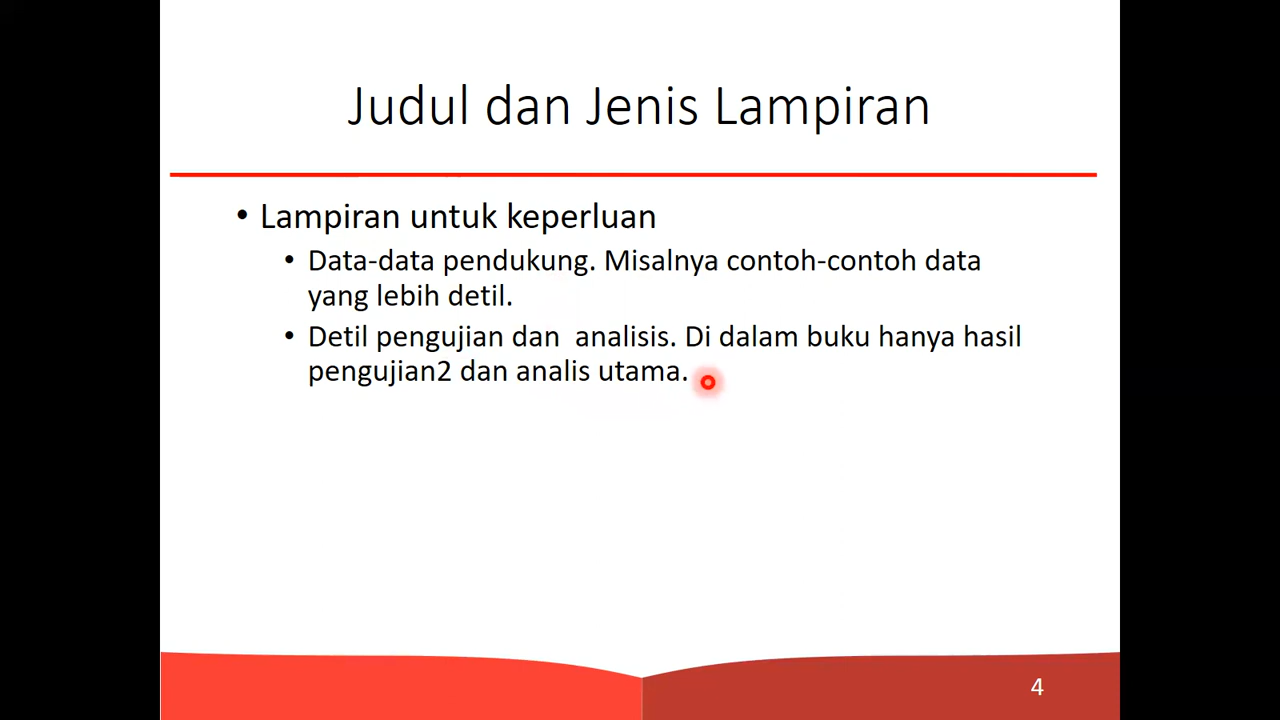 Judul dan Jenis Lampiran
• Lampiran untuk keperluan
• Data-data pendukung. Misalnya contoh-contoh data
yang lebih detil.
• Detil pengujian dan  analisis. Di dalam buku hanya hasil
pengujian2 dan analis utama.
4